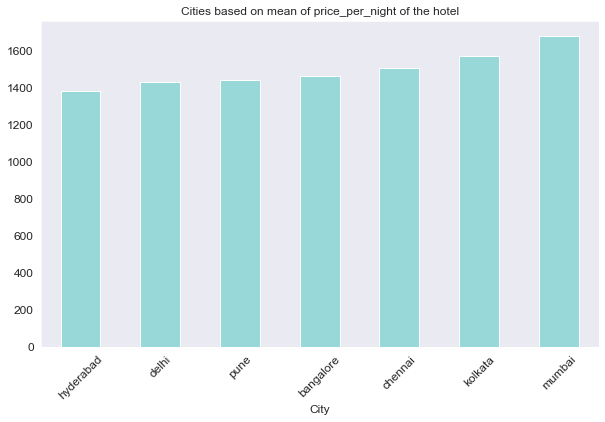 Cities based on mean of price_per_night of the hotel
1600
1400
1200
1000
800
600
400
200
0
hyderabad
delhi
pune
bangalore
chennai
kolkata
mumbai
City